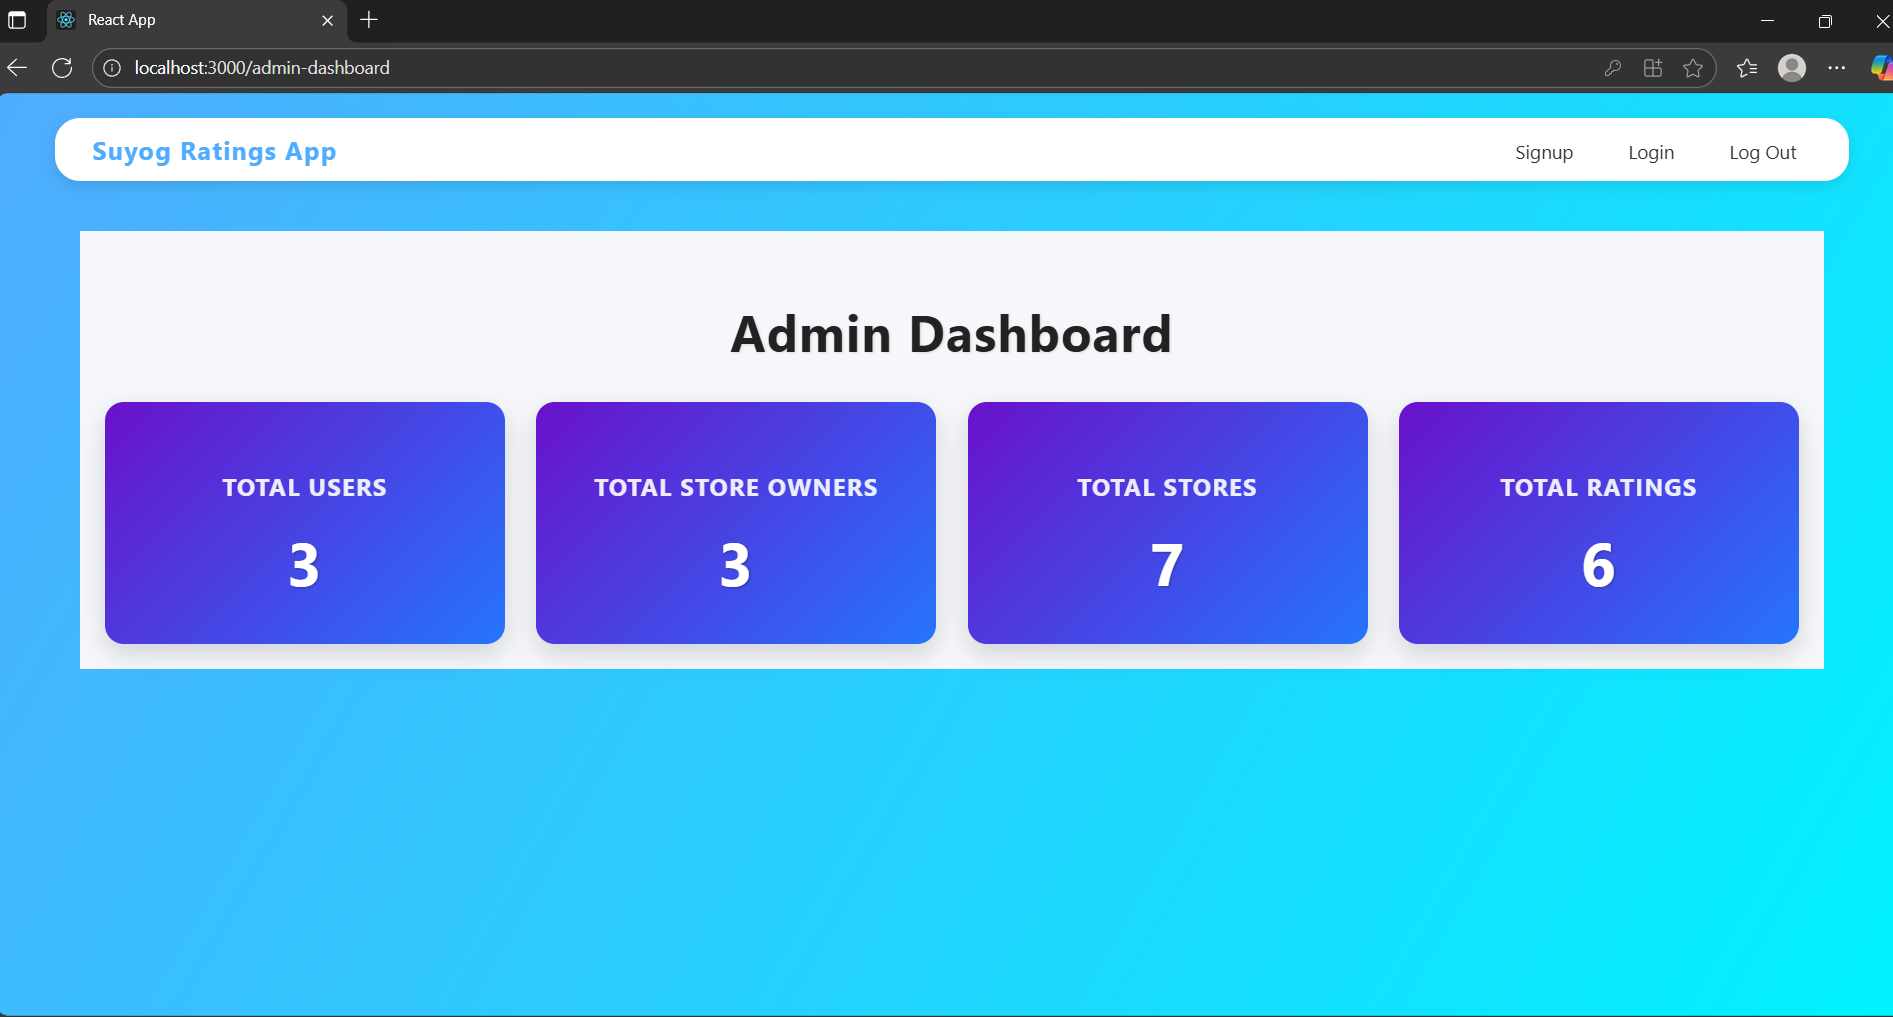 React App
localhost:3000/admin-dashboard
Suyog Ratings App
Signup Login Log Out
Admin Dashboard
TOTAL USERS
3
TOTAL STORE OWNERS
3
TOTAL STORES
7
TOTAL RATINGS
6